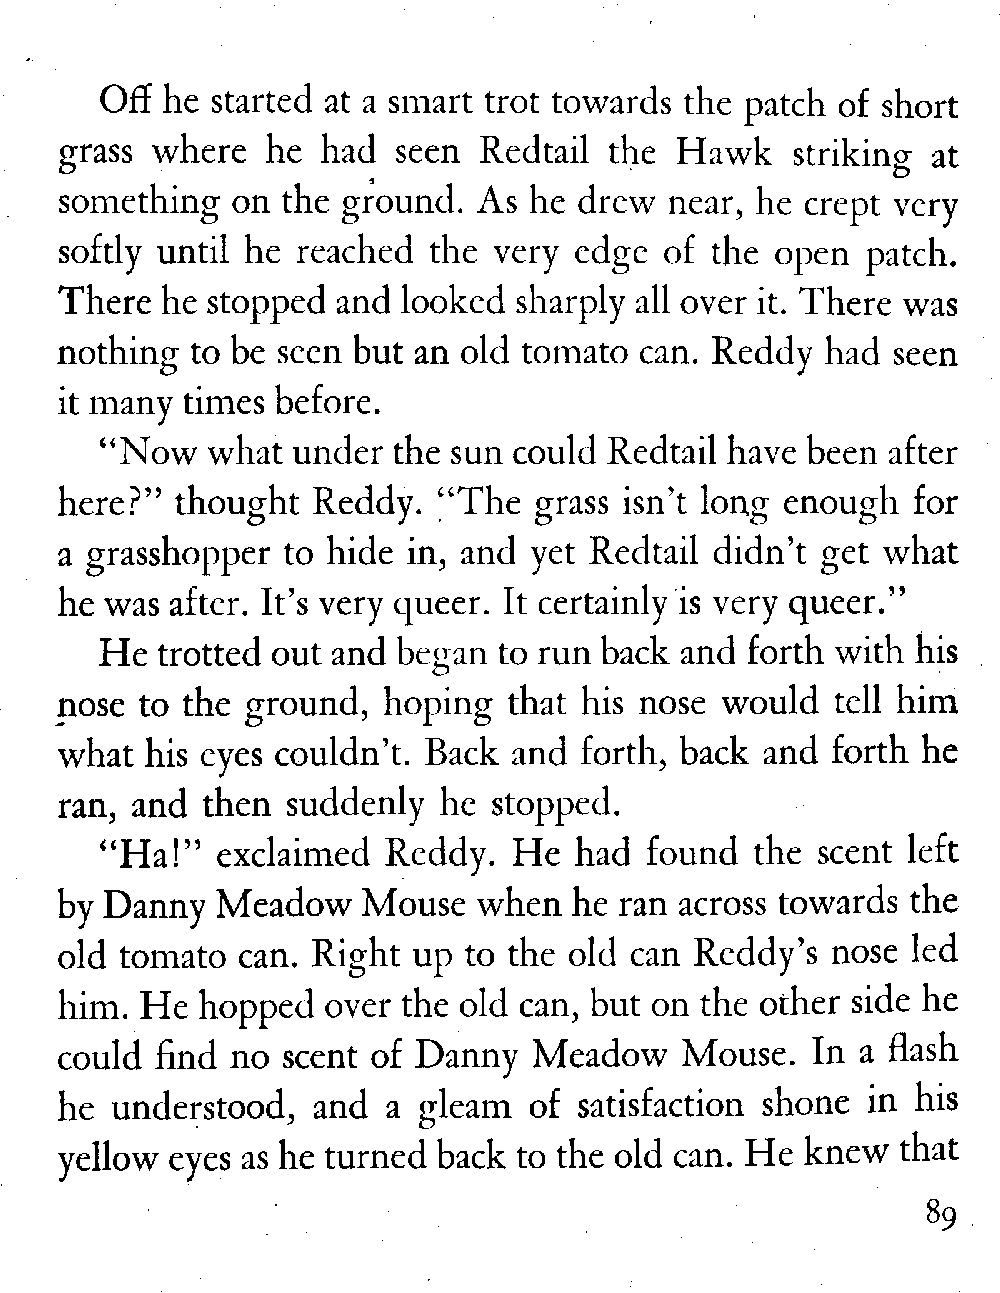 Off he started at a smart trot towards the patch of short
grass where he had seen Redtail the Hawk striking at
something on the ground. As he drew near, he crept very
softly until he reached the very edge of the open patch.
There he stopped and looked sharply all over it. There was
nothing to be seen but an old tomato can. Reddy had seen
it many times before.
“Now what under the sun could Redtail have been after
here?” thought Reddy. “The grass isn’t long enough for
a grasshopper to hide in, and yet Redtail didn’t get what
he was after. It’s very queer. It certainly is very queer.”
He trotted out and began to run back and forth with his
nose to the ground, hoping that his nose would tell him
what his eyes couldn’t. Back and forth, back and forth he
ran, and then suddenly he stopped.
“Ha!” exclaimed Reddy. He had found the scent left
by Danny Meadow Mouse when he ran across towards the
old tomato can. Right up to the old can Reddy’s nose led
him. He hopped over the old can, but on the other side he
could find no scent of Danny Meadow Mouse. In a flash
he understood, and a gleam of satisfaction shone in his
yellow eyes as he turned back to the old can. He knew that
89